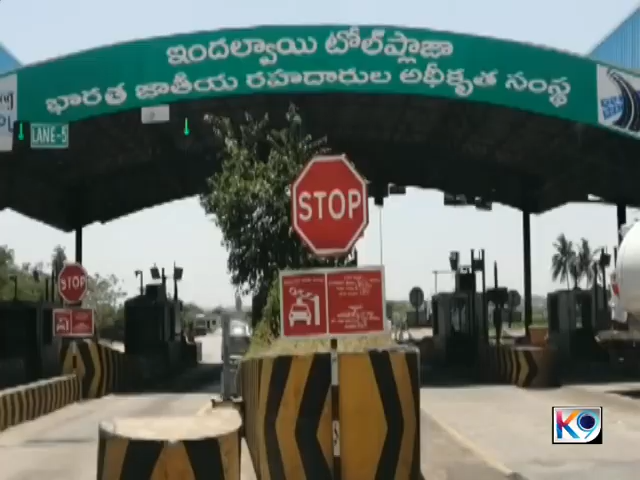 ఇందల్వాయి టోల్‌ప్లాజా
భారత జాతీయ రహదారుల అధికృత సంస్థ
LANE-5
STOP
STOP
K9